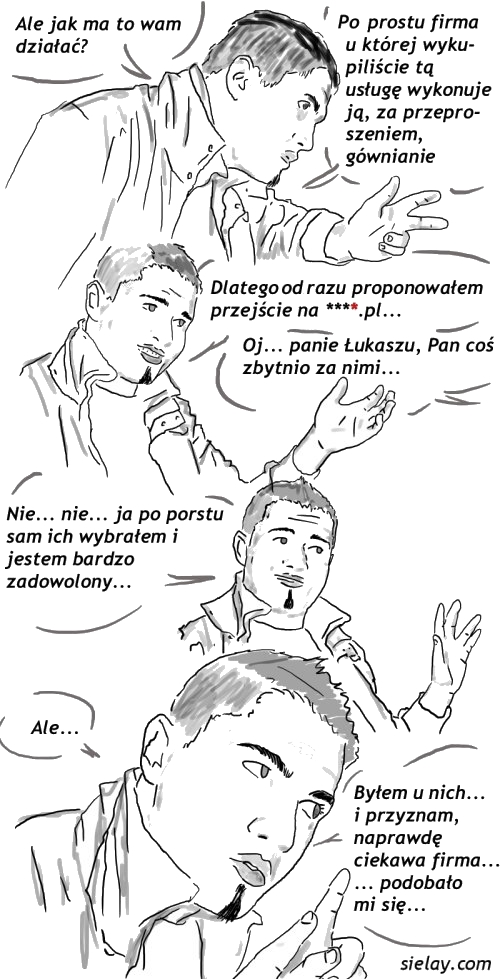 Ale jak ma to wam
działać?
Po prostu firma
u której wyku-
piliście tą
usługę wykonuje
ją, za przepro-
szeniem,
gównianie
Dlatego od razu proponowałem
przejście na ****.pl...
Oj... panie Łukaszu, Pan coś
zbytnio za nimi...
Nie... nie... ja po porstu
sam ich wybrałem i
jestem bardzo
zadowolony...
Ale...
Byłem u nich...
i przyznam,
naprawdę
ciekawa firma...
... podobało
mi się...
sielay.com